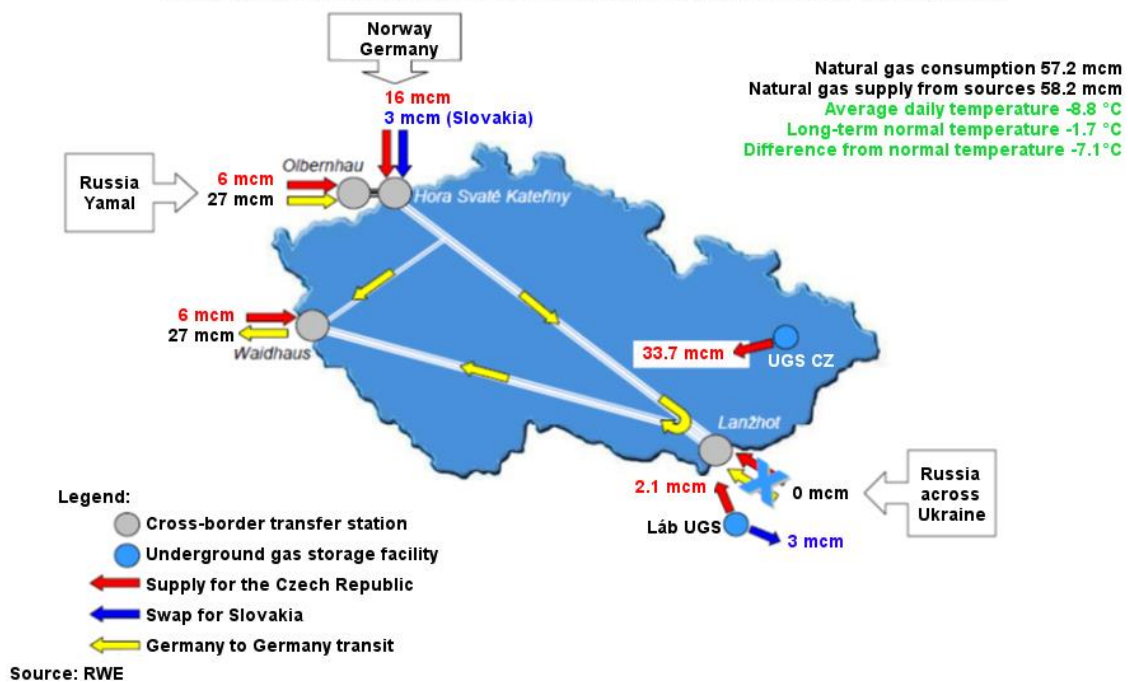 Norway
Germany
16 mcm
3 mcm (Slovakia)
Natural gas consumption 57.2 mcm
Natural gas supply from sources 58.2 mcm
Average daily temperature -8.8 °C
Long-term normal temperature -1.7 °C
Difference from normal temperature -7.1°C
Russia
Yamal
Olbernhau
6 mcm
27 mcm
Hora Svaté Kateřiny
6 mcm
27 mcm
Waidhaus
33.7 mcm
UGS CZ
Lanžhot
2.1 mcm
0 mcm
Russia
across
Ukraine
Láb UGS
3 mcm
Legend:
Cross-border transfer station
Underground gas storage facility
Supply for the Czech Republic
Swap for Slovakia
Germany to Germany transit
Source: RWE